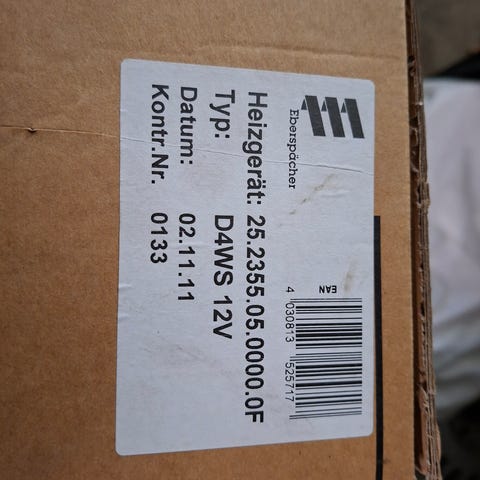 Eberspächer
EAN
4 030813 525717
Heizgerät: 25.2355.05.0000.0F
Typ: D4WS 12V
Datum: 02.11.11
Kontr.Nr. 0133